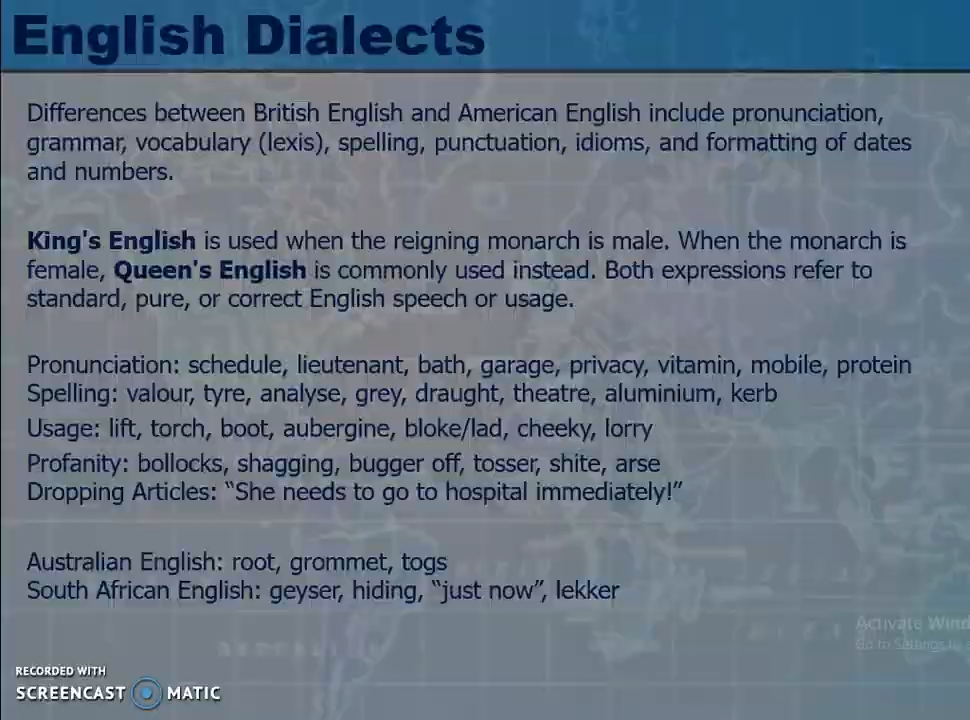 English Dialects
Differences between British English and American English include pronunciation,
grammar, vocabulary (lexis), spelling, punctuation, idioms, and formatting of dates
and numbers.
King's English is used when the reigning monarch is male. When the monarch is
female, Queen's English is commonly used instead. Both expressions refer to
standard, pure, or correct English speech or usage.
Pronunciation: schedule, lieutenant, bath, garage, privacy, vitamin, mobile, protein
Spelling: valour, tyre, analyse, grey, draught, theatre, aluminium, kerb
Usage: lift, torch, boot, aubergine, bloke/lad, cheeky, lorry
Profanity: bollocks, shagging, bugger off, tosser, shite, arse
Dropping Articles: “She needs to go to hospital immediately!”
Australian English: root, grommet, togs
South African English: geyser, hiding, “just now”, lekker
Activate Wind
Go to Settings to
RECORDED WITH
SCREENCAST MATIC